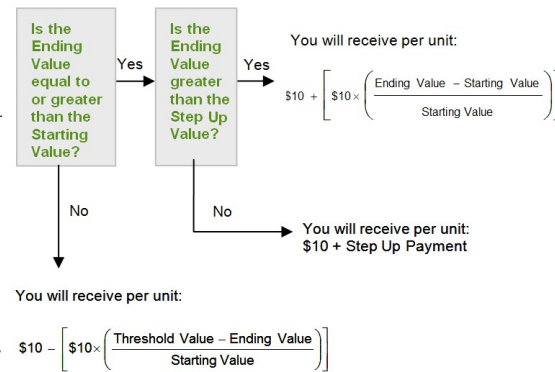 Is the
Ending
Value
equal to
or greater
than the
Starting
Value?
Yes
Is the
Ending
Value
greater
than the
Step Up
Value?
Yes
You will receive per unit:
$10 + [ $10 × ( Ending Value − Starting Value
Starting Value )
No
No
You will receive per unit:
$10 + Step Up Payment
You will receive per unit:
$10 − [ $10× ( Threshold Value − Ending Value
Starting Value ) ]